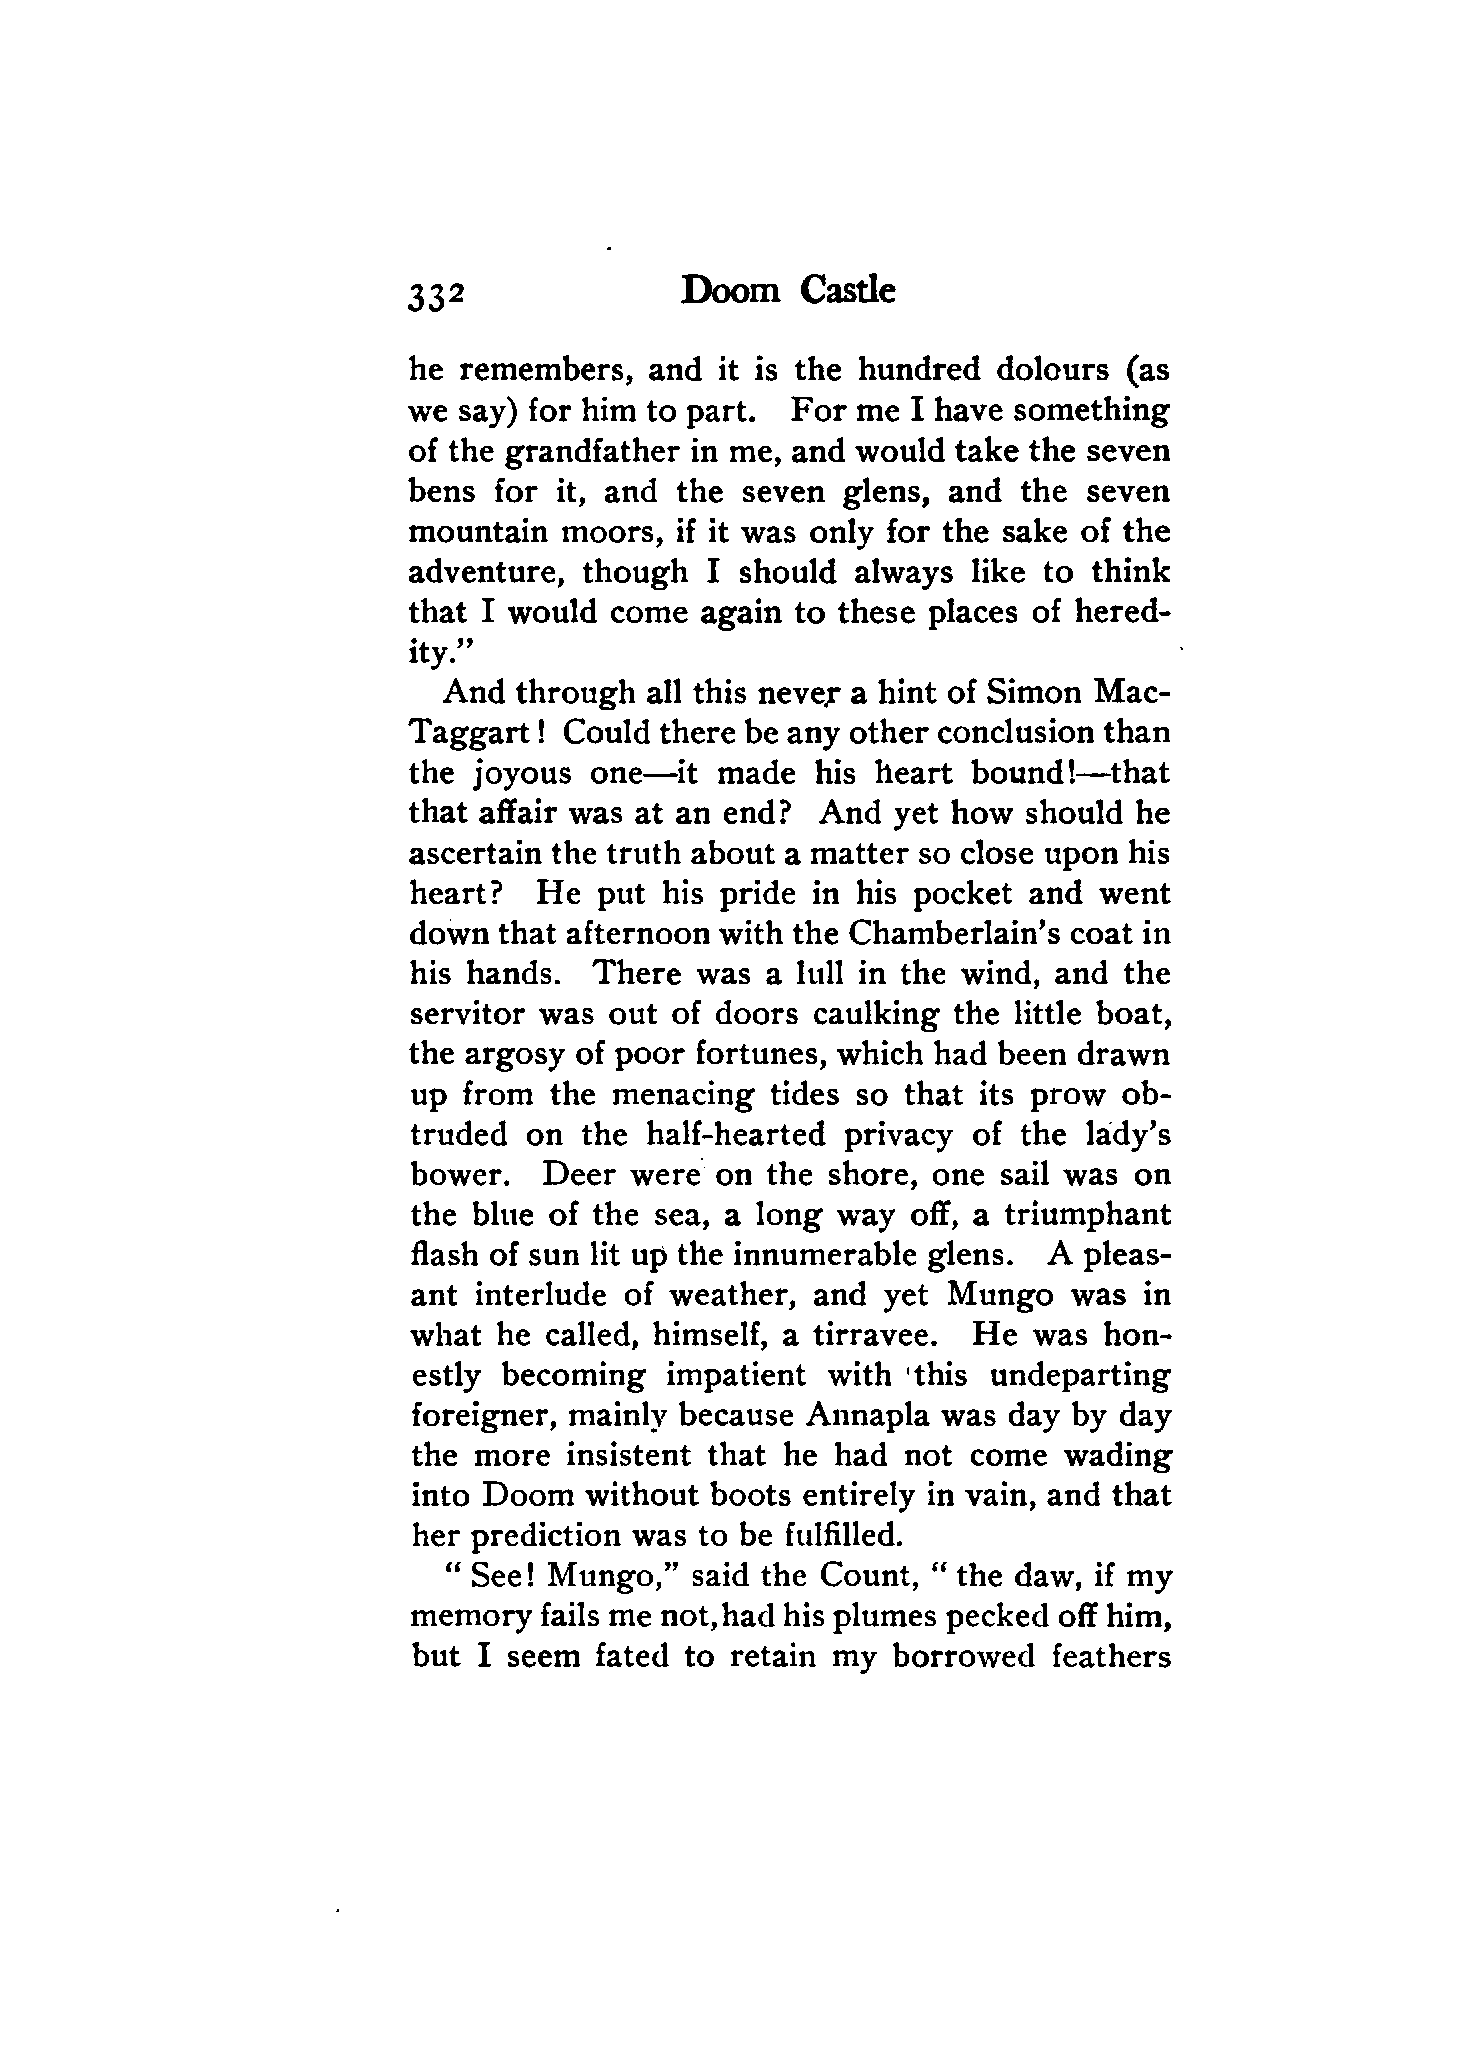 332 Doom Castle
he remembers, and it is the hundred dolours (as
we say) for him to part. For me I have something
of the grandfather in me, and would take the seven
bens for it, and the seven glens, and the seven
mountain moors, if it was only for the sake of the
adventure, though I should always like to think
that I would come again to these places of hered-
ity.”
And through all this never a hint of Simon Mac-
Taggart! Could there be any other conclusion than
the joyous one—it made his heart bound!—that
that affair was at an end? And yet how should he
ascertain the truth about a matter so close upon his
heart? He put his pride in his pocket and went
down that afternoon with the Chamberlain’s coat in
his hands. There was a lull in the wind, and the
servitor was out of doors caulking the little boat,
the argosy of poor fortunes, which had been drawn
up from the menacing tides so that its prow ob-
truded on the half-hearted privacy of the lady’s
bower. Deer were on the shore, one sail was on
the blue of the sea, a long way off, a triumphant
flash of sun lit up the innumerable glens. A pleas-
ant interlude of weather, and yet Mungo was in
what he called, himself, a tirravee. He was hon-
estly becoming impatient with this undeparting
foreigner, mainly because Annapla was day by day
the more insistent that he had not come wading
into Doom without boots entirely in vain, and that
her prediction was to be fulfilled.
“ See! Mungo,” said the Count, “ the daw, if my
memory fails me not, had his plumes pecked off him,
but I seem fated to retain my borrowed feathers